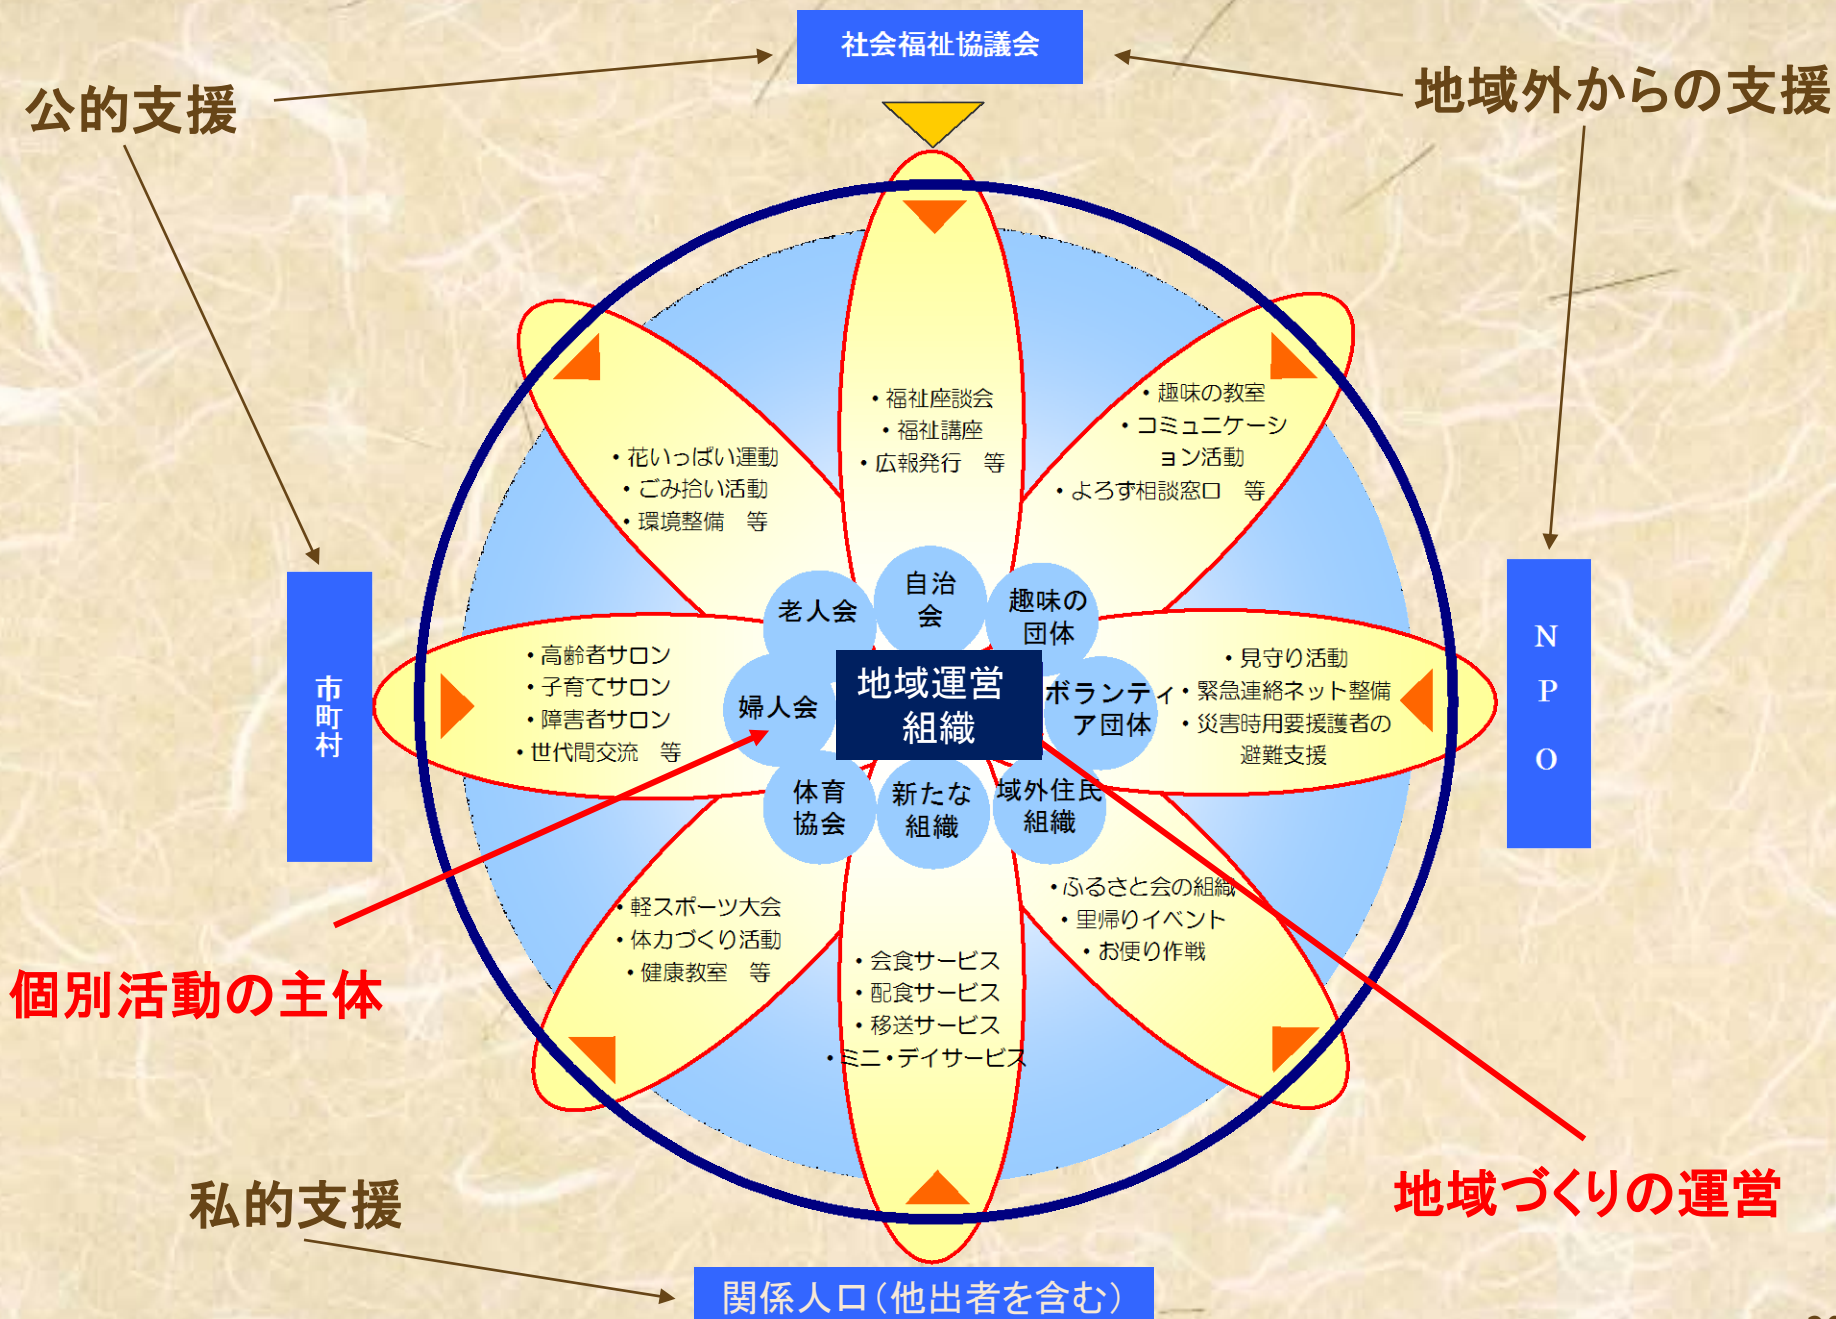 社会福祉協議会
公的支援
地域外からの支援
・福祉座談会
・福祉講座
・広報発行　等
・趣味の教室
・コミュニケーシ
ョン活動
・よろず相談窓口　等
・花いっぱい運動
・ごみ拾い活動
・環境整備　等
自治
会
老人会
趣味の
団体
市町村
・高齢者サロン
・子育てサロン
・障害者サロン
・世代間交流　等
婦人会
地域運営
組織
ボランティ
ア団体
・見守り活動
・緊急連絡ネット整備
・災害時用要援護者の
避難支援
NPO
体育
協会
新たな
組織
域外住民
組織
・軽スポーツ大会
・体力づくり活動
・健康教室　等
・会食サービス
・配食サービス
・移送サービス
・ミニ・デイサービス
・ふるさと会の組織
・里帰りイベント
・お便り作戦
個別活動の主体
地域づくりの運営
私的支援
関係人口（他出者を含む）